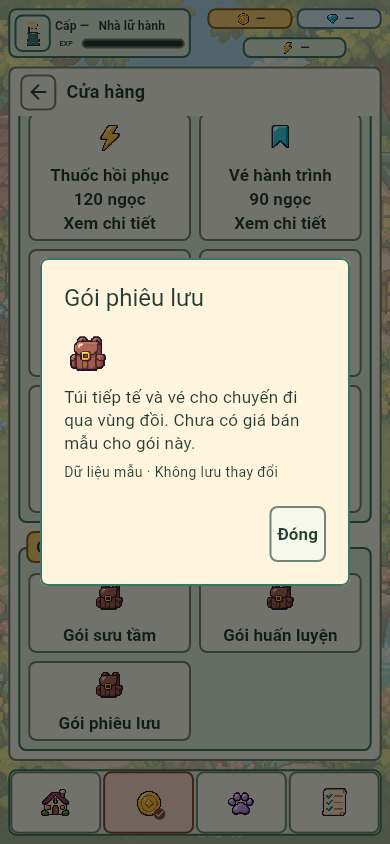 Cấp — Nhà lữ hành
EXP
—
—
—
Cửa hàng
Thuốc hồi phục
120 ngọc
Xem chi tiết
Vé hành trình
90 ngọc
Xem chi tiết
Gói phiêu lưu
Túi tiếp tế và vé cho chuyến đi
qua vùng đồi. Chưa có giá bán
mẫu cho gói này.
Dữ liệu mẫu · Không lưu thay đổi
Đóng
Gói sưu tầm
Gói huấn luyện
Gói phiêu lưu